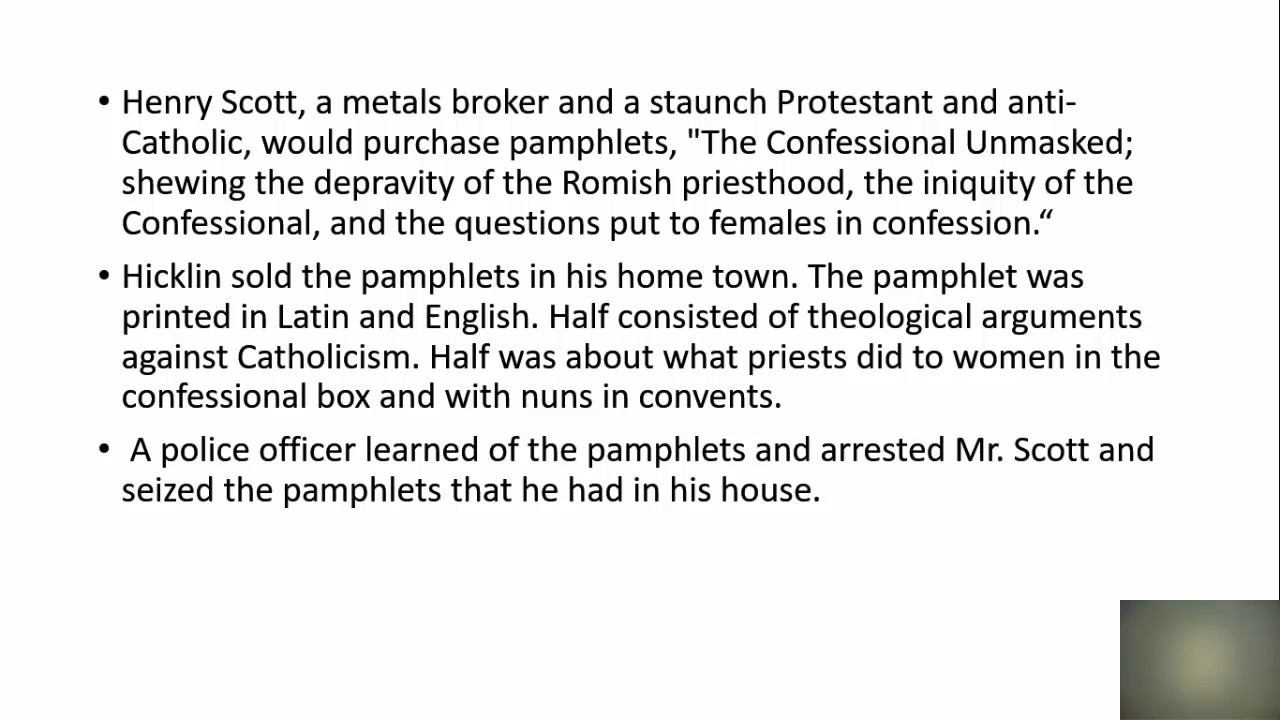 • Henry Scott, a metals broker and a staunch Protestant and anti-
Catholic, would purchase pamphlets, "The Confessional Unmasked;
shewing the depravity of the Romish priesthood, the iniquity of the
Confessional, and the questions put to females in confession.“
• Hicklin sold the pamphlets in his home town. The pamphlet was
printed in Latin and English. Half consisted of theological arguments
against Catholicism. Half was about what priests did to women in the
confessional box and with nuns in convents.
• A police officer learned of the pamphlets and arrested Mr. Scott and
seized the pamphlets that he had in his house.